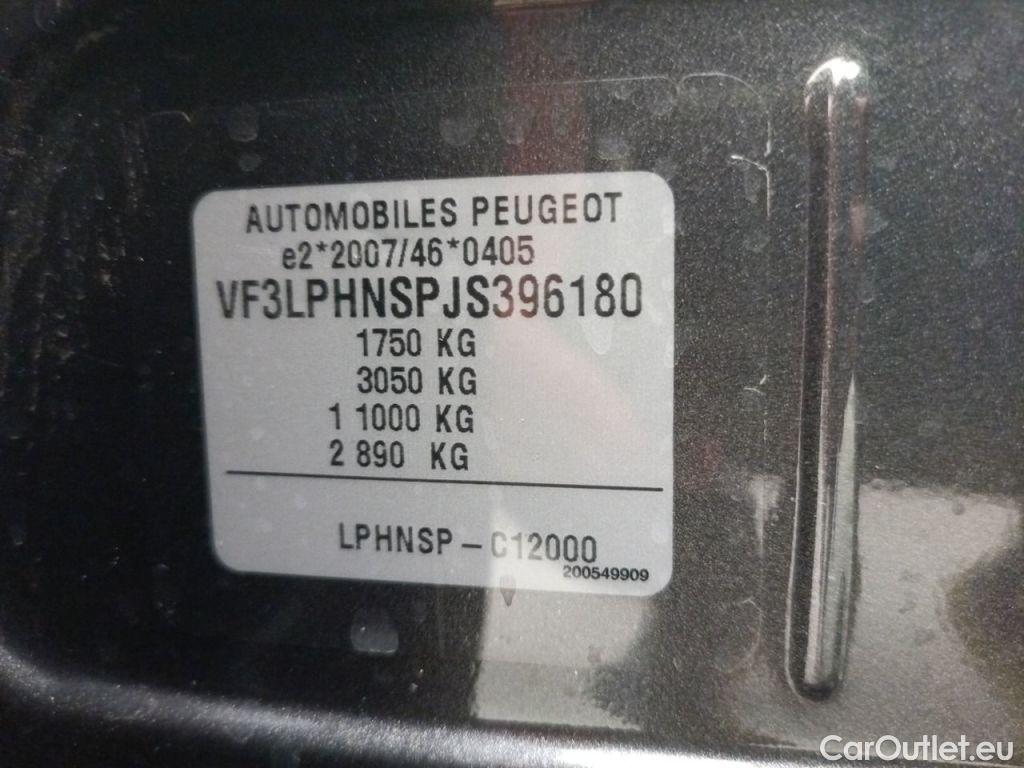 AUTOMOBILES PEUGEOT
e2*2007/46*0405
VF3LPHNSPJS396180
1750 KG
3050 KG
1 1000 KG
2 890 KG
LPHNSP – C12000
200549909
CarOutlet.eu